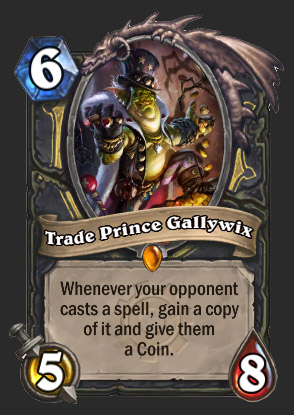 6
Trade Prince Gallywix
Whenever your opponent
casts a spell, gain a copy
of it and give them
a Coin.
5
8